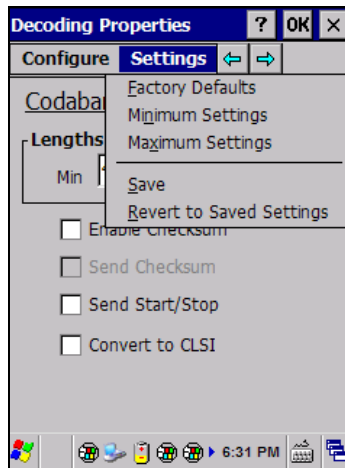 Decoding Properties ? OK ×
Configure Settings
Factory Defaults
Minimum Settings
Maximum Settings
Save
Revert to Saved Settings
Codabar
Lengths
Min
Enable Checksum
Send Checksum
Send Start/Stop
Convert to CLSI
6:31 PM